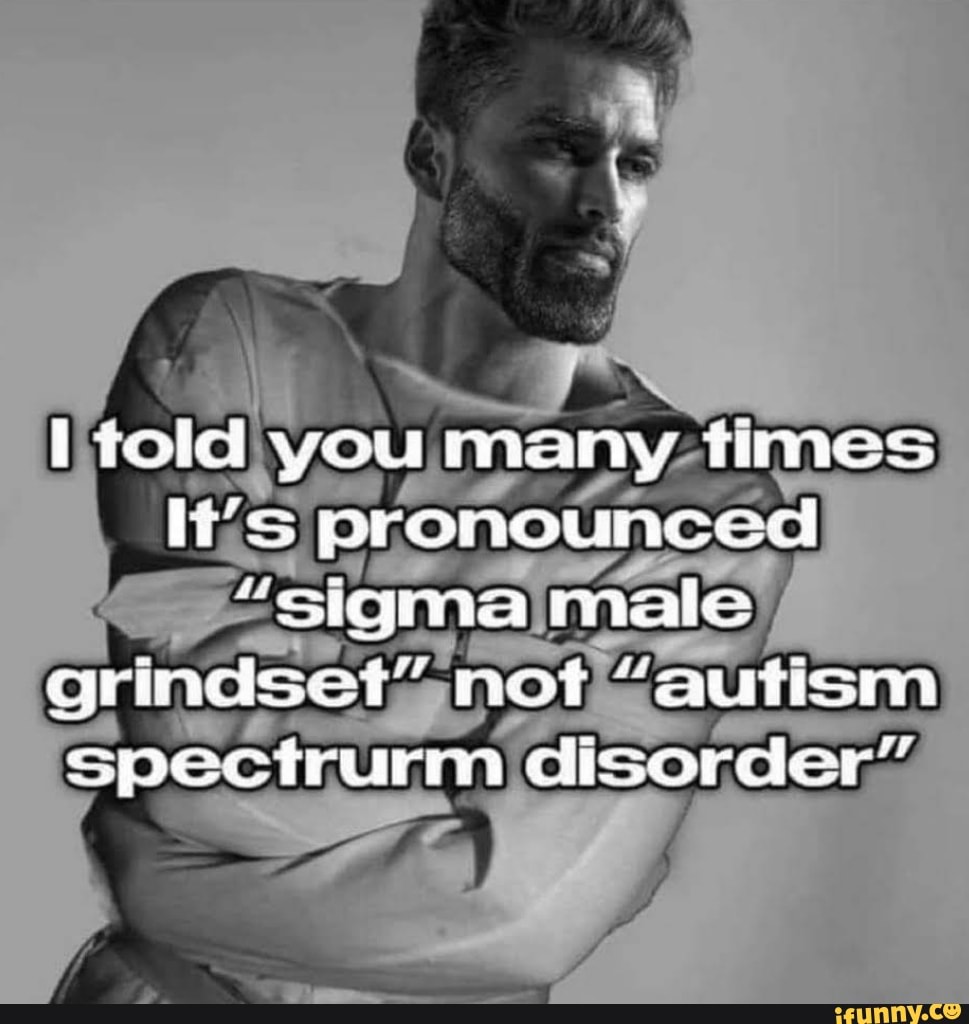 I told you many times
It's pronounced
"sigma male
grindset" not "autism
spectrurm disorder"
ifunny.co